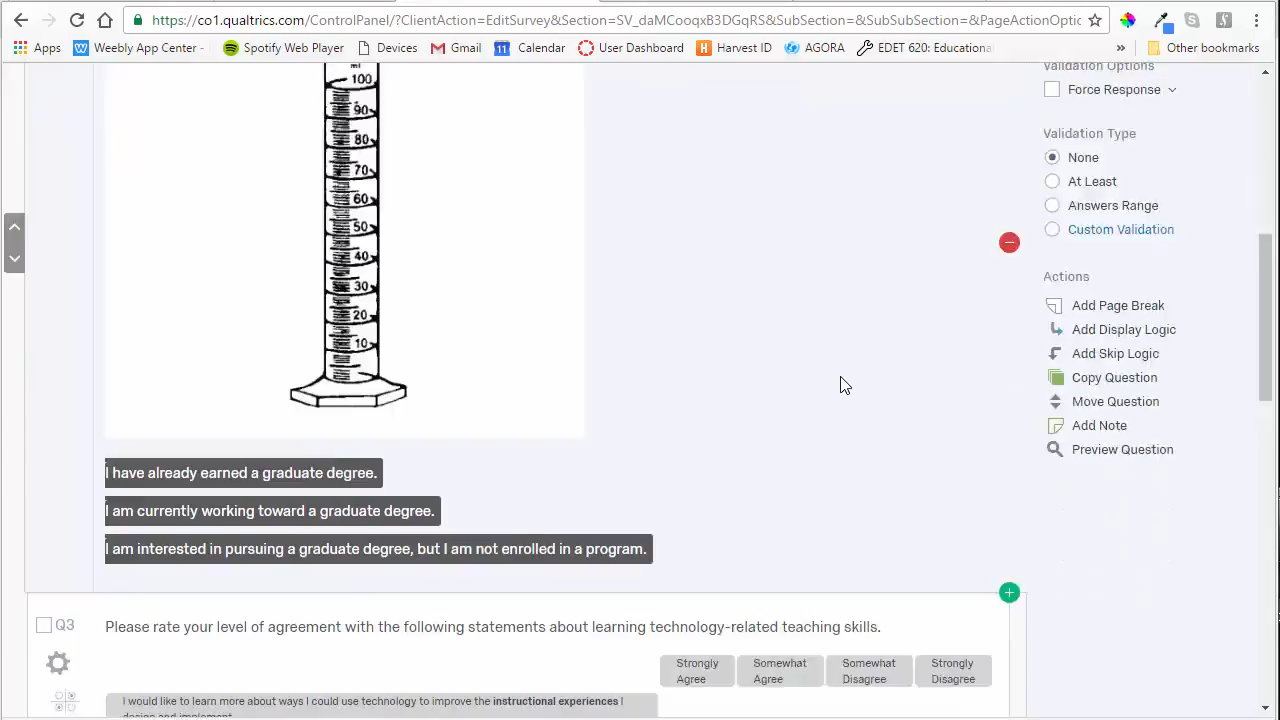 https://co1.qualtrics.com/ControlPanel/?ClientAction=EditSurvey&Section=SV_daMCooqxB3DGqRS&SubSection=&SubSubSection=&PageActionOptic
Apps Weebly App Center - Spotify Web Player Devices Gmail 11 Calendar User Dashboard H Harvest ID AGORA EDET 620: Educationa » Other bookmarks
ml
100
90
80
70
60
50
40
30
20
10
I have already earned a graduate degree.
I am currently working toward a graduate degree.
I am interested in pursuing a graduate degree, but I am not enrolled in a program.
Q3 Please rate your level of agreement with the following statements about learning technology-related teaching skills.
Strongly Agree
Somewhat Agree
Somewhat Disagree
Strongly Disagree
I would like to learn more about ways I could use technology to improve the instructional experiences I
design and implement.
Validation Options
Force Response
Validation Type
None
At Least
Answers Range
Custom Validation
Actions
Add Page Break
Add Display Logic
Add Skip Logic
Copy Question
Move Question
Add Note
Preview Question